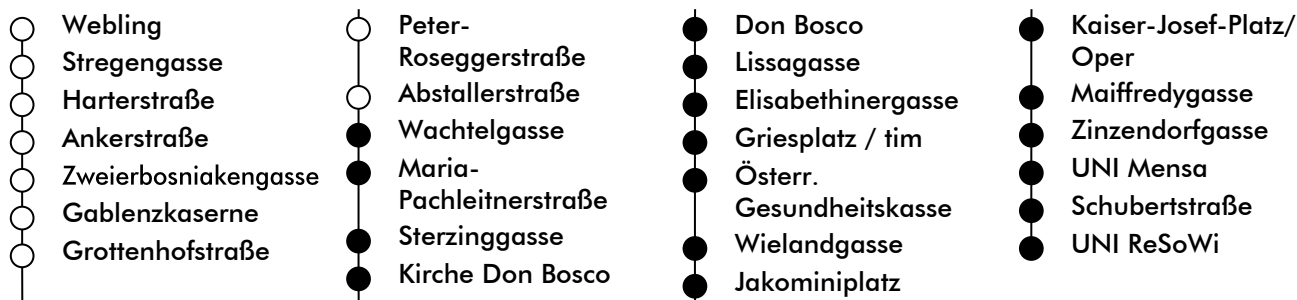 Webling
Stregengasse
Harterstraße
Ankerstraße
Zweierbosniakengasse
Gablenzkaserne
Grottenhofstraße
Peter-
Roseggerstraße
Abstallerstraße
Wachtelgasse
Maria-
Pachleitnerstraße
Sterzinggasse
Kirche Don Bosco
Don Bosco
Lissagasse
Elisabethinergasse
Griesplatz / tim
Österr.
Gesundheitskasse
Wielandgasse
Jakominiplatz
Kaiser-Josef-Platz/
Oper
Maiffredygasse
Zinzendorfgasse
UNI Mensa
Schubertstraße
UNI ReSoWi